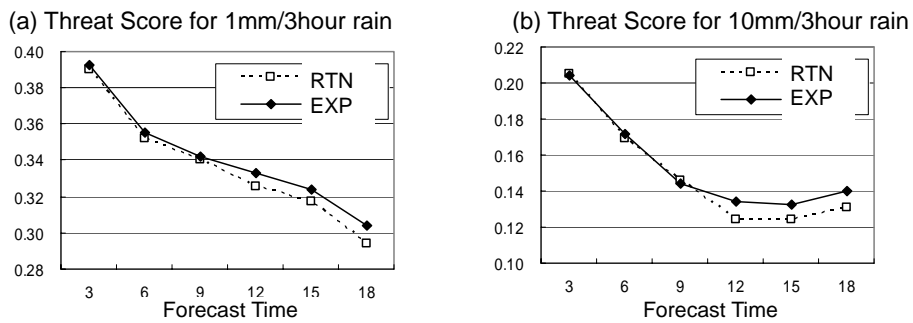 (a) Threat Score for 1mm/3hour rain
0.40
0.38
0.36
0.34
0.32
0.30
0.28
RTN
EXP
3 6 9 12 15 18
Forecast Time
(b) Threat Score for 10mm/3hour rain
0.22
0.20
0.18
0.16
0.14
0.12
0.10
RTN
EXP
3 6 9 12 15 18
Forecast Time